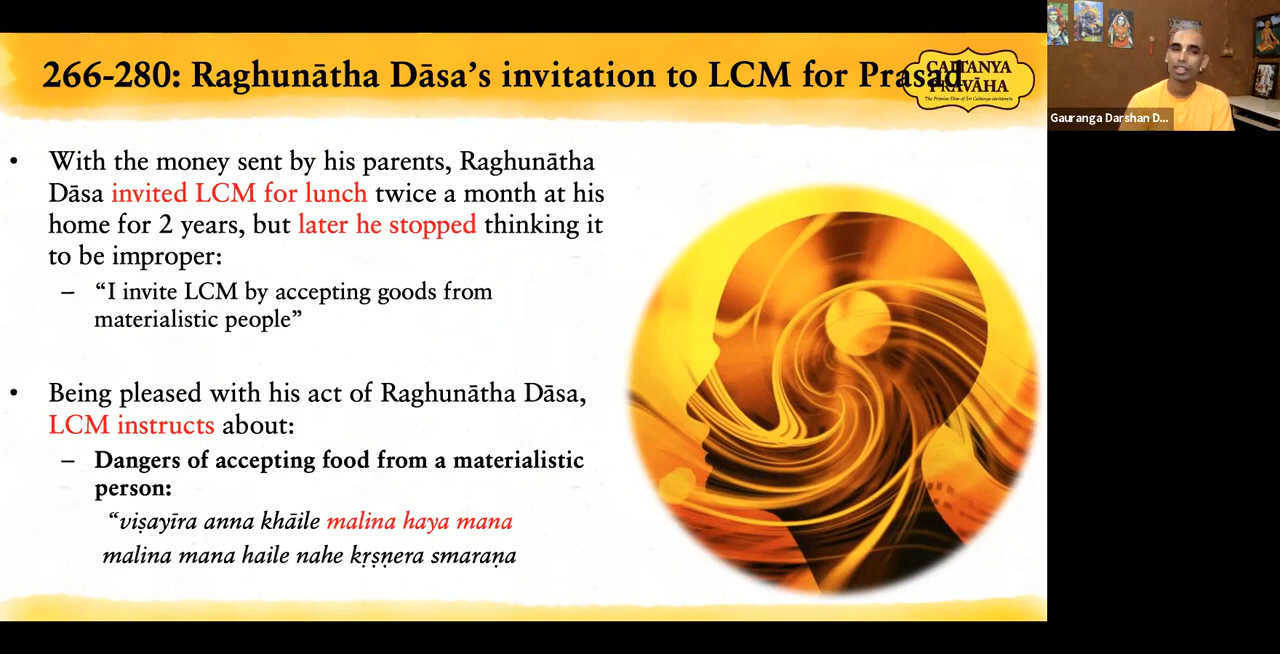 266-280: Raghunātha Dāsa’s invitation to LCM for Prasad
CAITANYA
PRAVĀHA
The Pristine Flow of Śrī Caitanya-caritāmṛta
Gauranga Darshan D...
• With the money sent by his parents, Raghunātha
Dāsa invited LCM for lunch twice a month at his
home for 2 years, but later he stopped thinking it
to be improper:
– “I invite LCM by accepting goods from
materialistic people”
• Being pleased with his act of Raghunātha Dāsa,
LCM instructs about:
– Dangers of accepting food from a materialistic
person:
“viṣayīra anna khāile malina haya mana
malina mana haile nahe kṛṣṇera smaraṇa